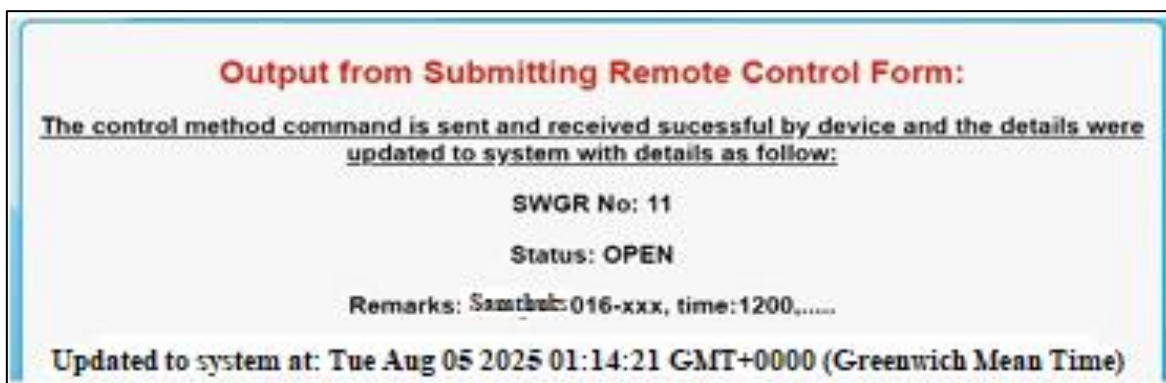 Output from Submitting Remote Control Form:
The control method command is sent and received sucessful by device and the details were
updated to system with details as follow:
SWGR No: 11
Status: OPEN
Remarks: 016-xxx, time:1200,.....
Updated to system at: Tue Aug 05 2025 01:14:21 GMT+0000 (Greenwich Mean Time)